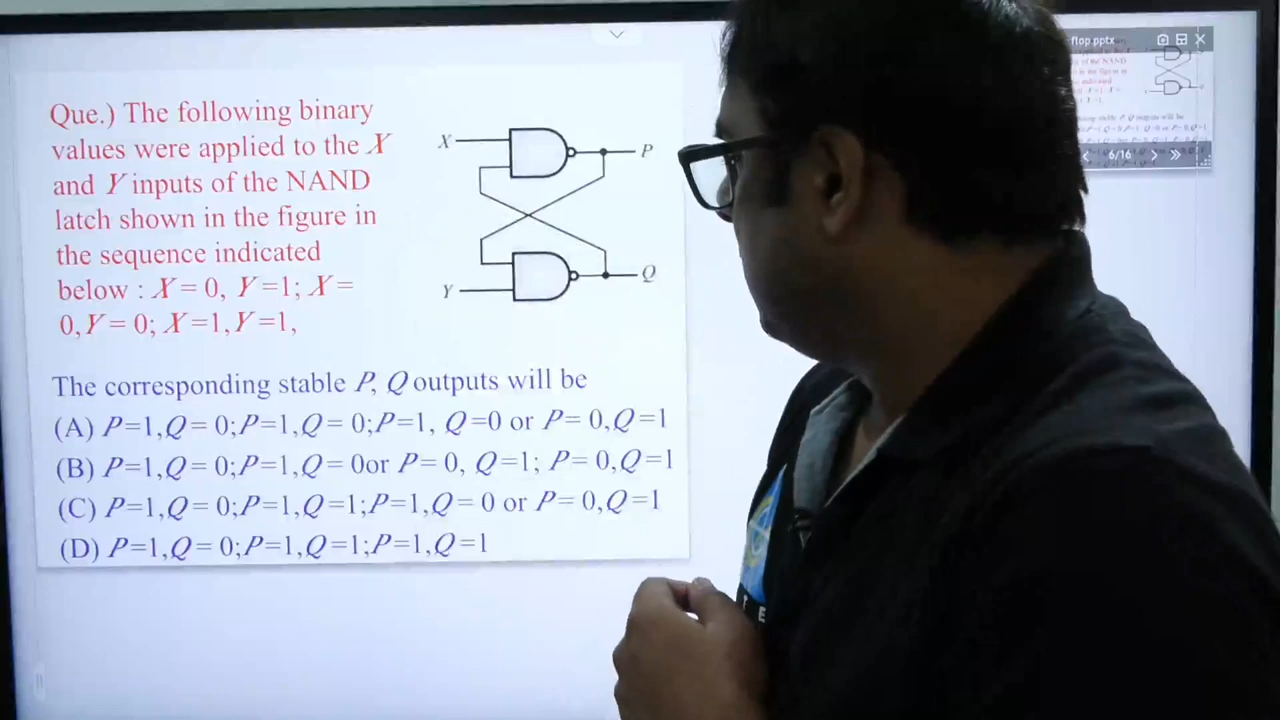 Que.) The following binary
values were applied to the X
and Y inputs of the NAND
latch shown in the figure in
the sequence indicated
below : X= 0, Y=1; X=
0,Y= 0; X=1,Y=1,
X
P
Y
Q
The corresponding stable P, Q outputs will be
(A) P=1,Q= 0;P=1,Q= 0;P=1, Q=0 or P= 0,Q=1
(B) P=1,Q= 0;P=1,Q= 0or P= 0, Q=1; P= 0,Q=1
(C) P=1,Q= 0;P=1,Q=1;P=1,Q= 0 or P= 0,Q=1
(D) P=1,Q= 0;P=1,Q=1;P=1,Q=1
flop.pptx
6/16
T E